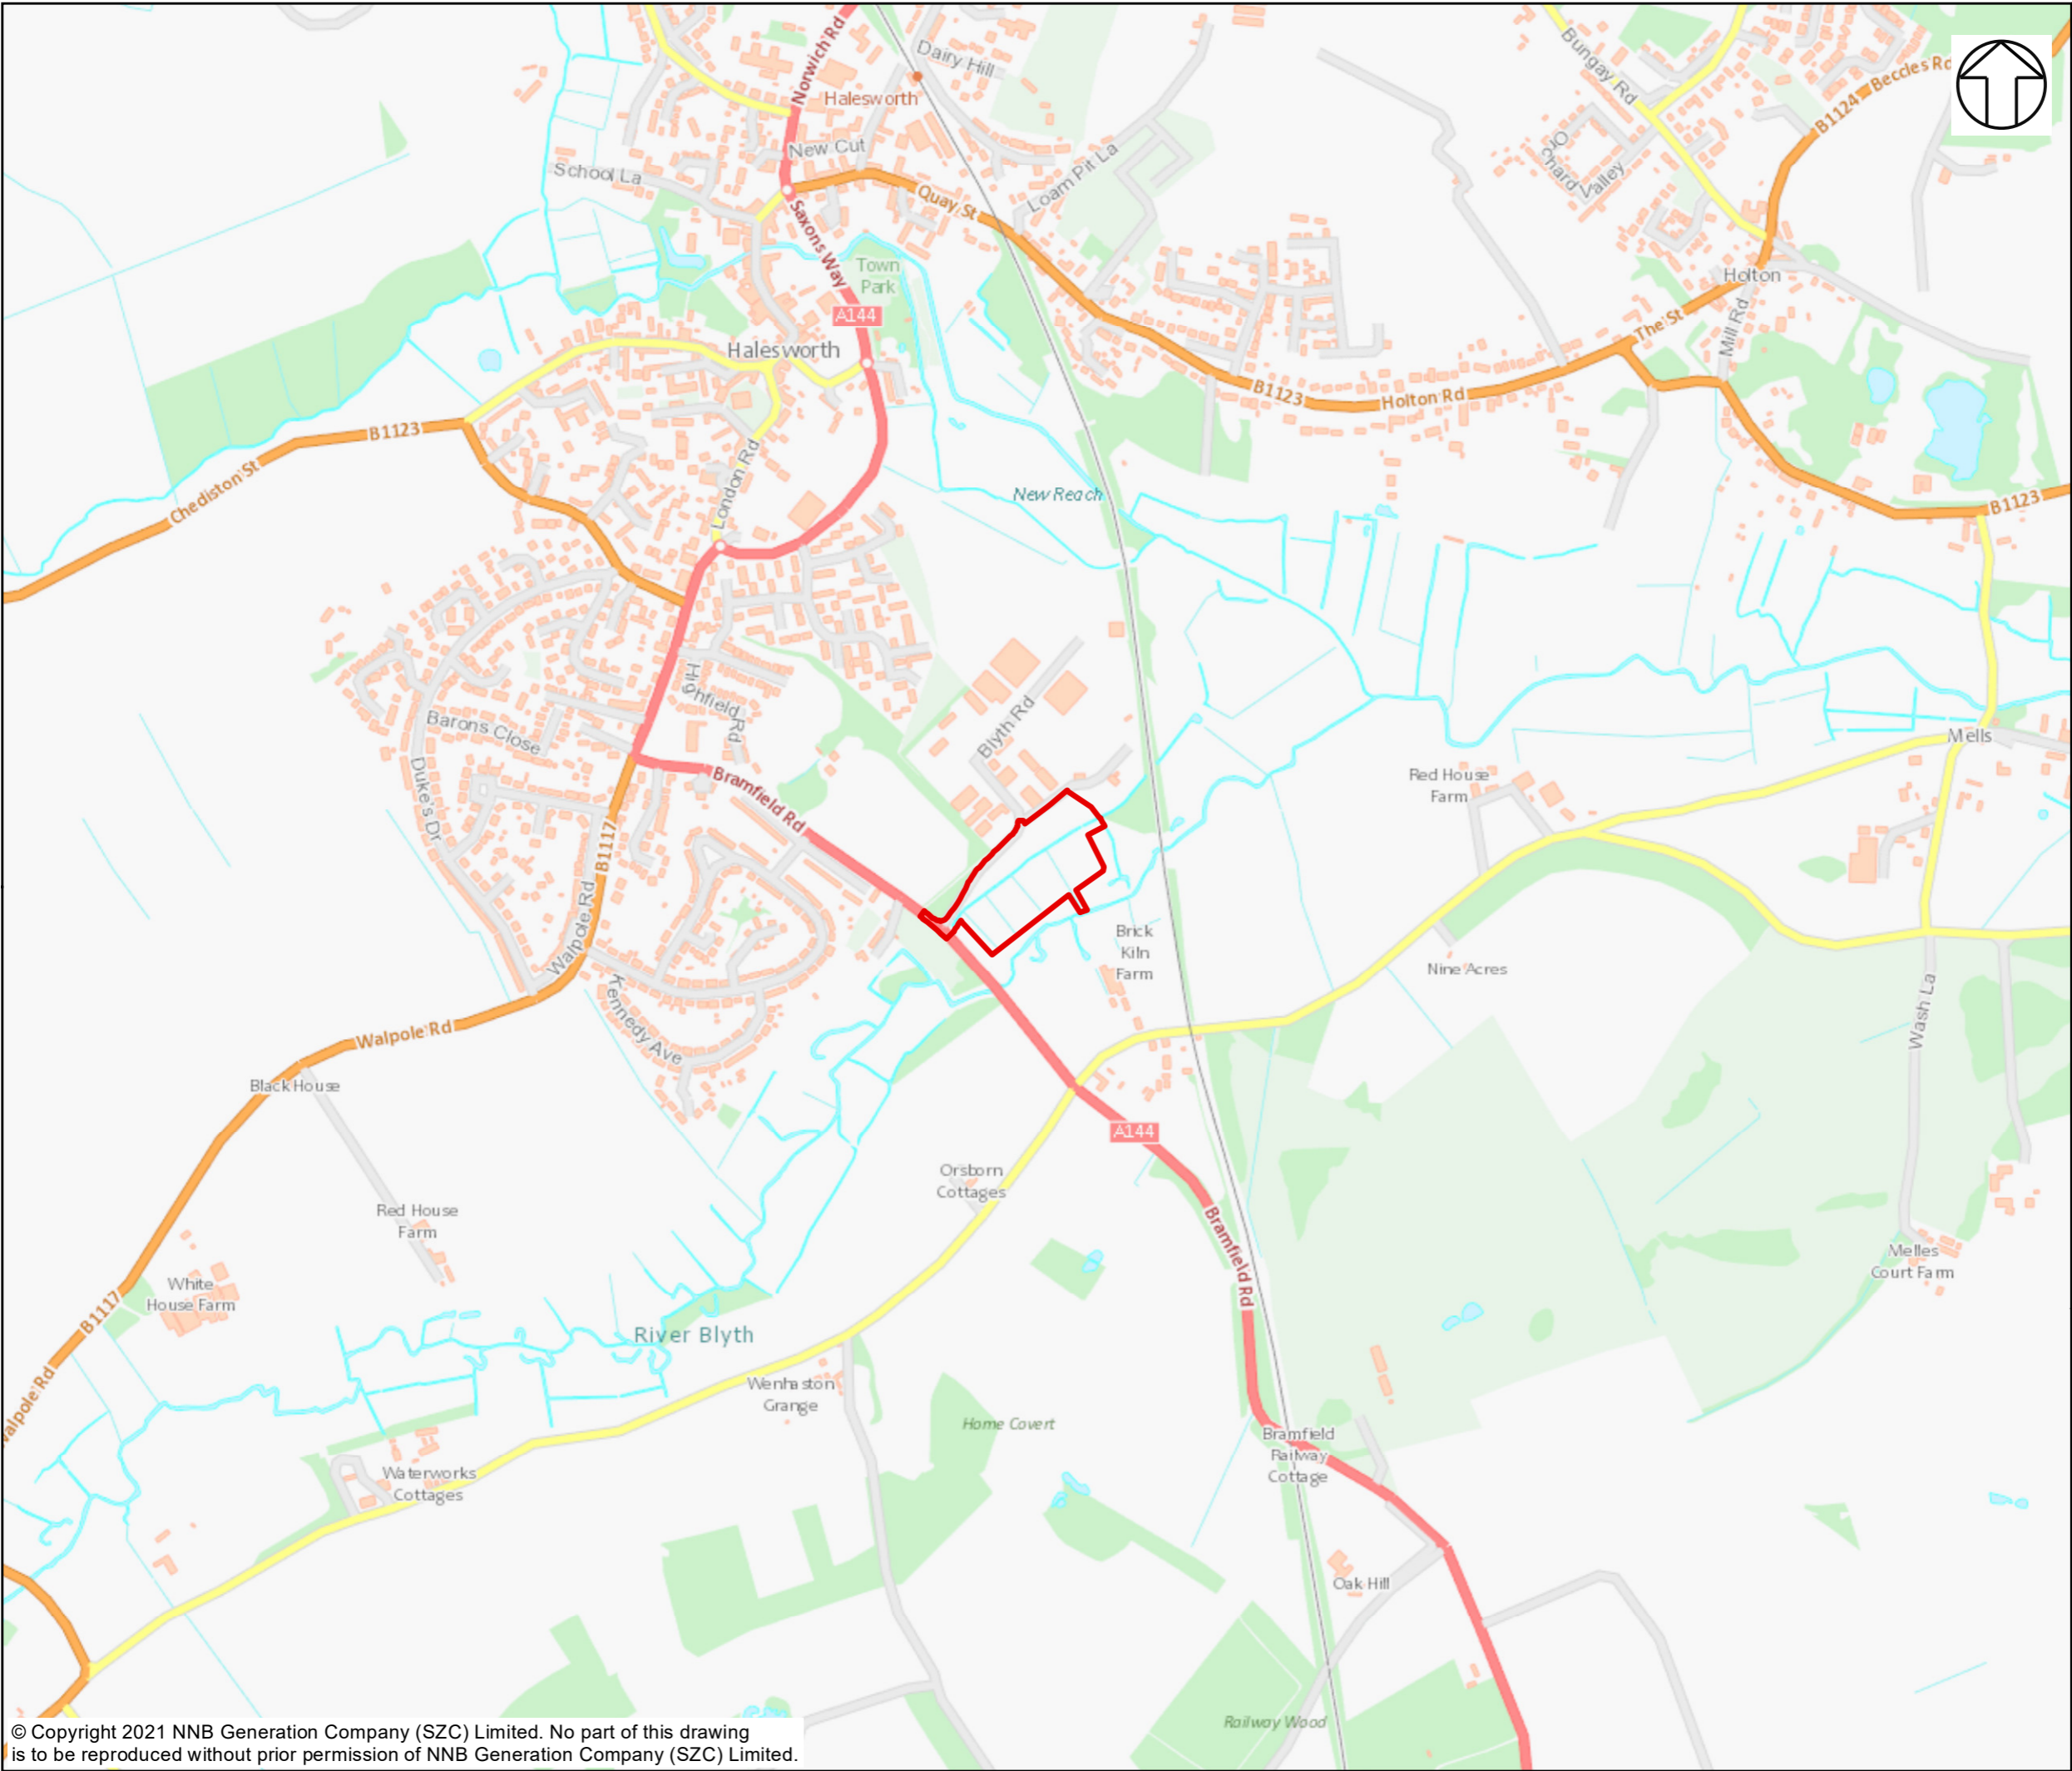 Norwich Rd
Dairy Hill
Halesworth
Bungay Rd
B1124
Beccles Rd
New Cut
School La
Loam Pit La
Orchard Valley
Quay St
Saxons Way
Town
Park
A144
Holton
The St
Mill Rd
Halesworth
B1123
Holton Rd
B1123
Chediston St
London Rd
New Reach
B1123
Highfield Rd
Blyth Rd
Barons Close
Duke's Dr
Bramfield Rd
Mells
Red House
Farm
B1117
Walpole Rd
Brick
Kiln
Farm
Nine Acres
Wash La
Kennedy Ave
Walpole Rd
Black House
A144
Orsborn
Cottages
Red House
Farm
Bramfield Rd
Melles
Court Farm
White
House Farm
B1117
River Blyth
Walpole Rd
Wenhaston
Grange
Home Covert
Bramfield
Railway
Cottage
Waterworks
Cottages
Oak Hill
Railway Wood
© Copyright 2021 NNB Generation Company (SZC) Limited. No part of this drawing
is to be reproduced without prior permission of NNB Generation Company (SZC) Limited.